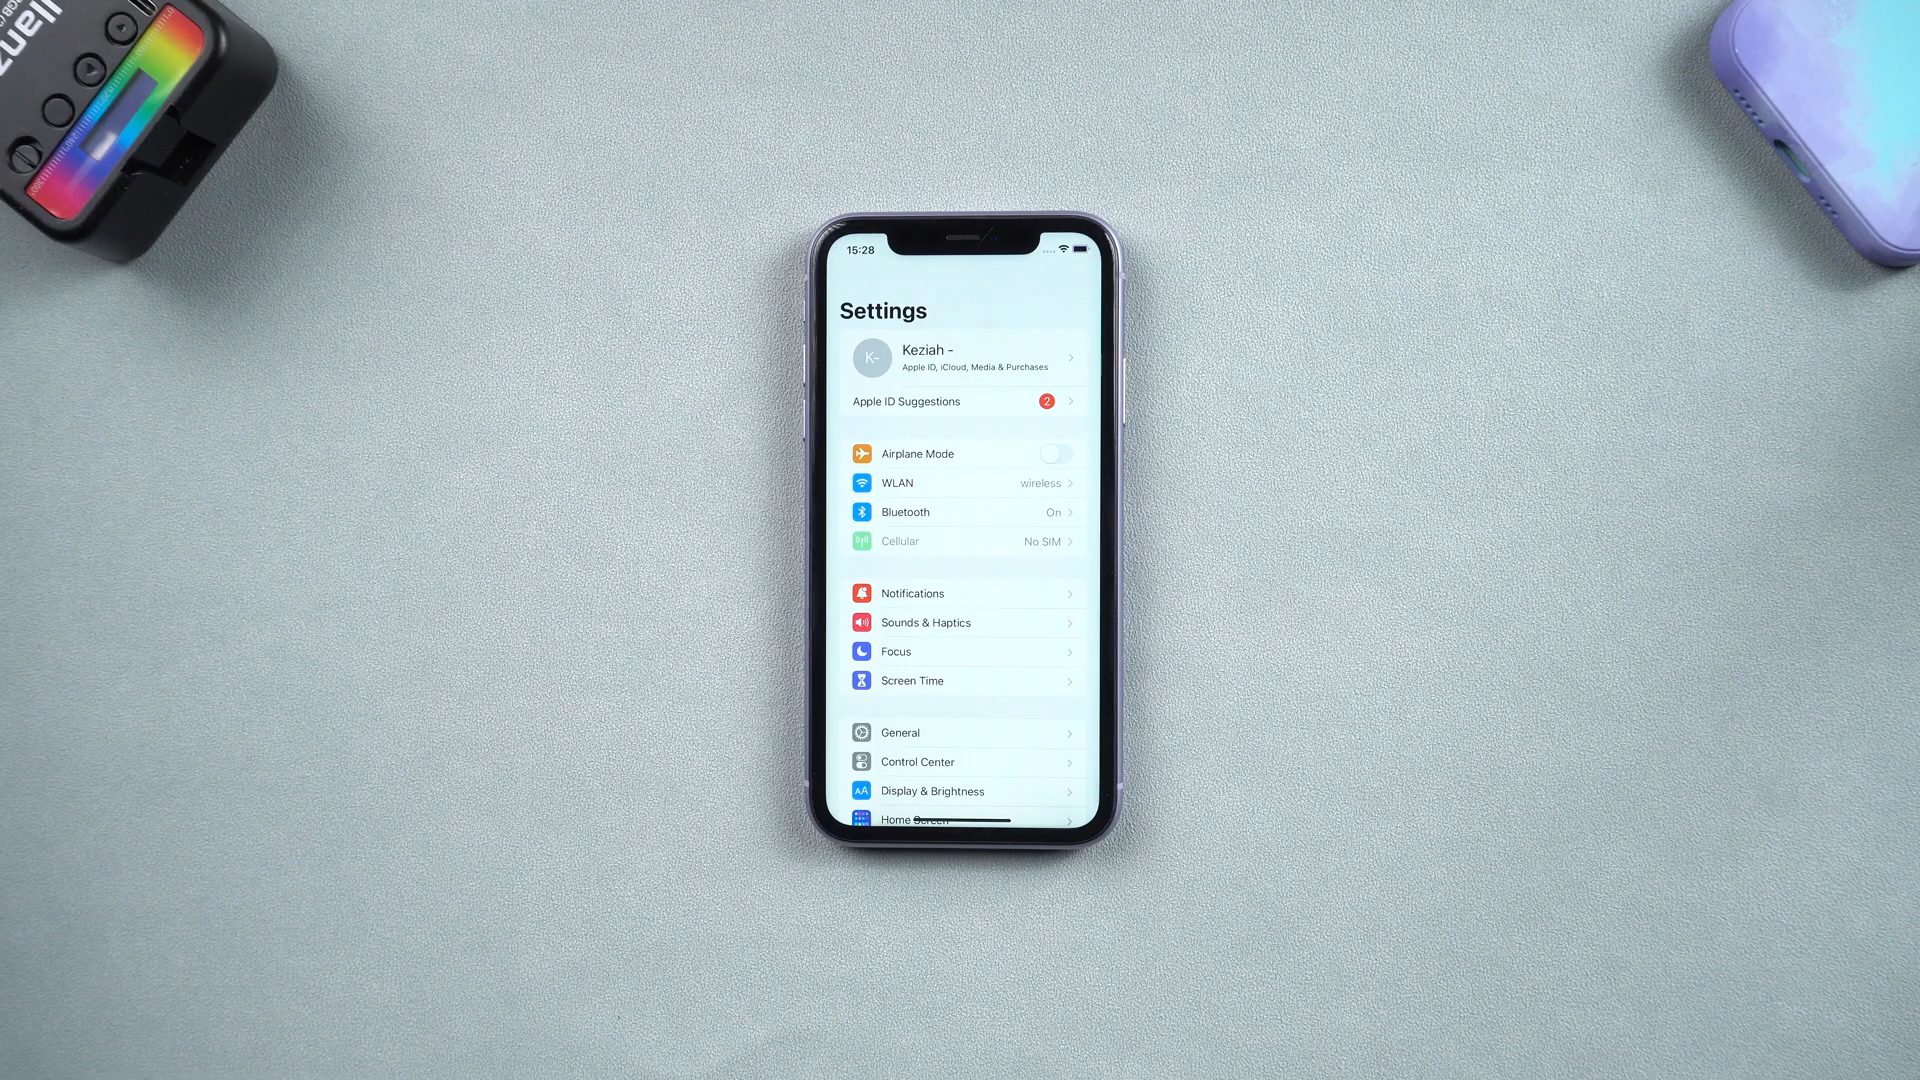 15:28
Settings
K-
Keziah -
Apple ID, iCloud, Media & Purchases
Apple ID Suggestions 2
Airplane Mode
WLAN wireless
Bluetooth On
Cellular No SIM
Notifications
Sounds & Haptics
Focus
Screen Time
General
Control Center
AA Display & Brightness
Home Screen